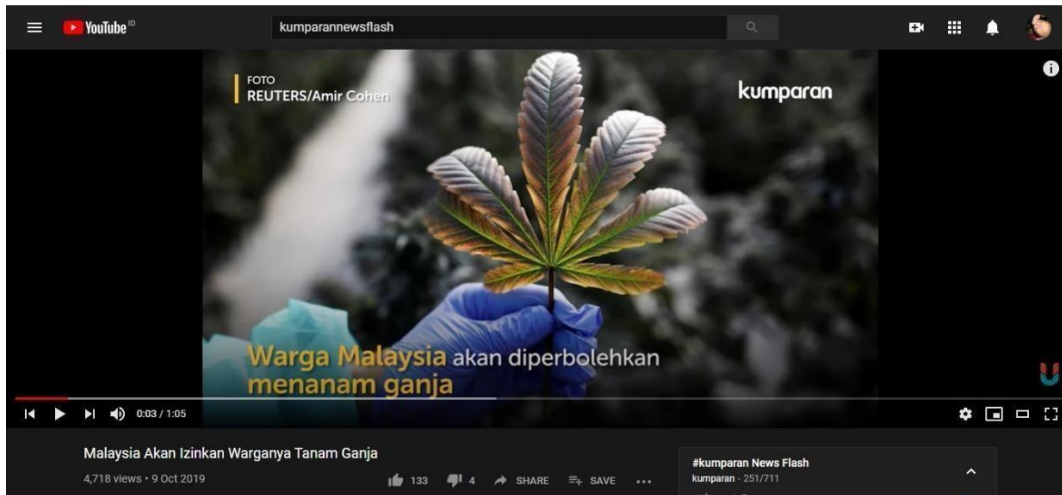 YouTube ID
kumparannewsflash
FOTO
REUTERS/Amir Cohen
kumparan
Warga Malaysia akan diperbolehkan
menanam ganja
0:03 / 1:05
Malaysia Akan Izinkan Warganya Tanam Ganja
4,718 views • 9 Oct 2019
133
4
SHARE
SAVE
#kumparan News Flash
kumparan - 251/711